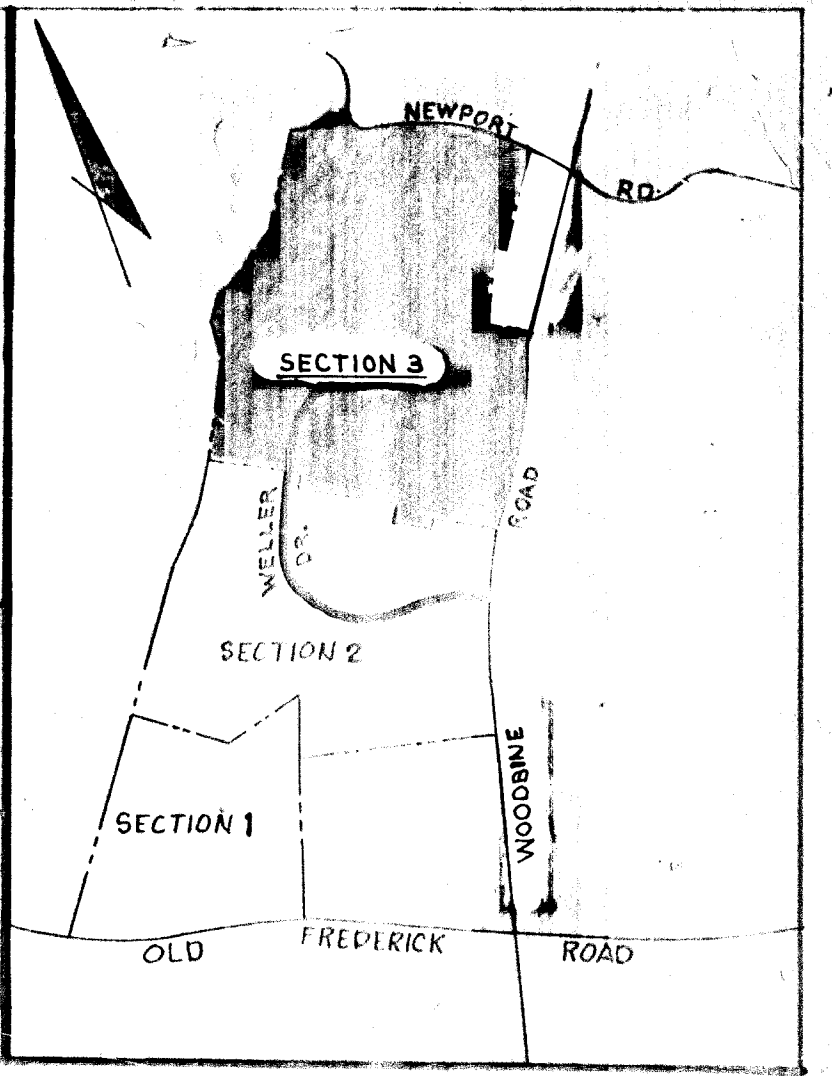 NEWPORT
RD.
SECTION 3
ROAD
WELLER
DR.
SECTION 2
WOODBINE
SECTION 1
OLD
FREDERICK
ROAD